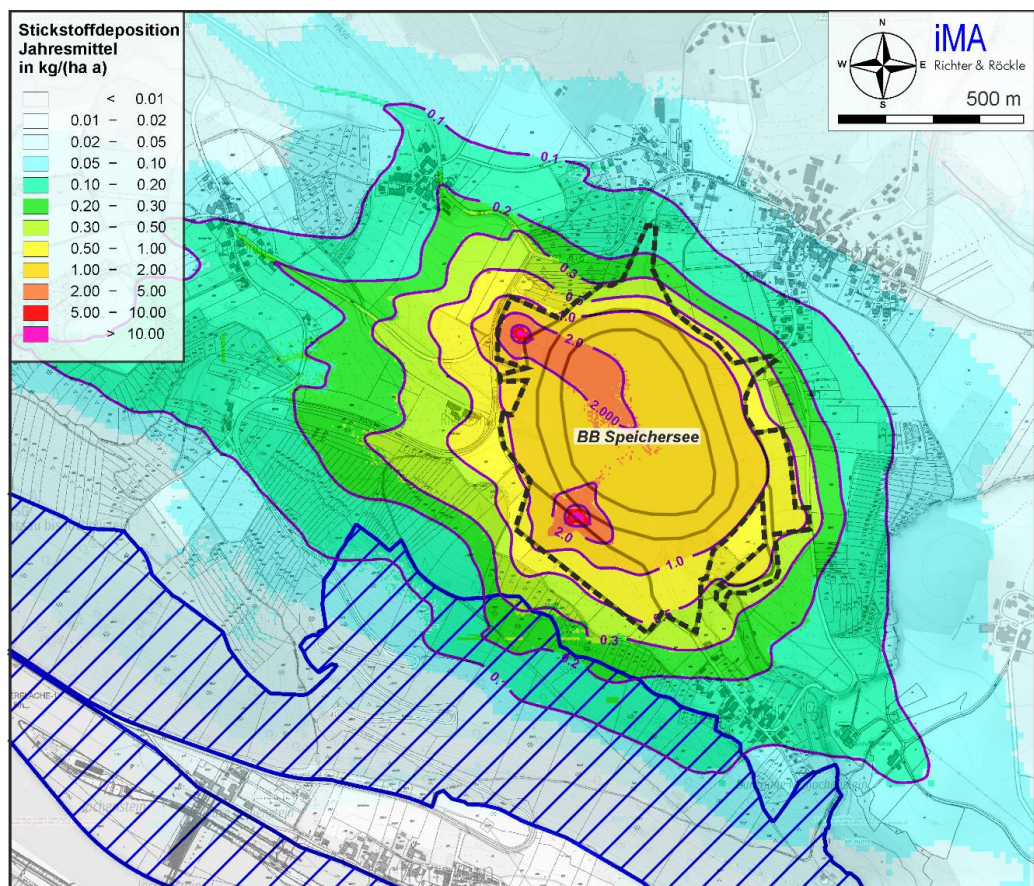 Stickstoffdeposition
Jahresmittel
in kg/(ha a)
< 0.01
0.01 – 0.02
0.02 – 0.05
0.05 – 0.10
0.10 – 0.20
0.20 – 0.30
0.30 – 0.50
0.50 – 1.00
1.00 – 2.00
2.00 – 5.00
5.00 – 10.00
> 10.00
N
W E
S
iMA
Richter & Röckle
500 m
0.1
0.1
0.2
0.3
1.0
2.0
2.000
BB Speichersee
2.0
1.0
0.3
0.2
0.1